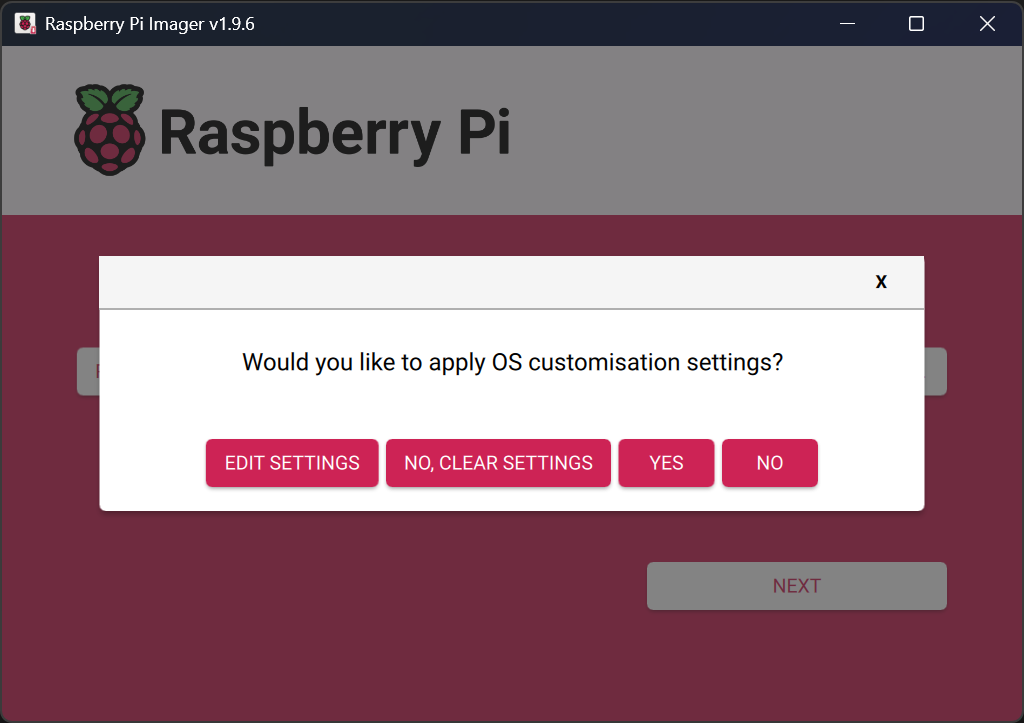 Raspberry Pi Imager v1.9.6
Raspberry Pi
X
Would you like to apply OS customisation settings?
EDIT SETTINGS NO, CLEAR SETTINGS YES NO
NEXT